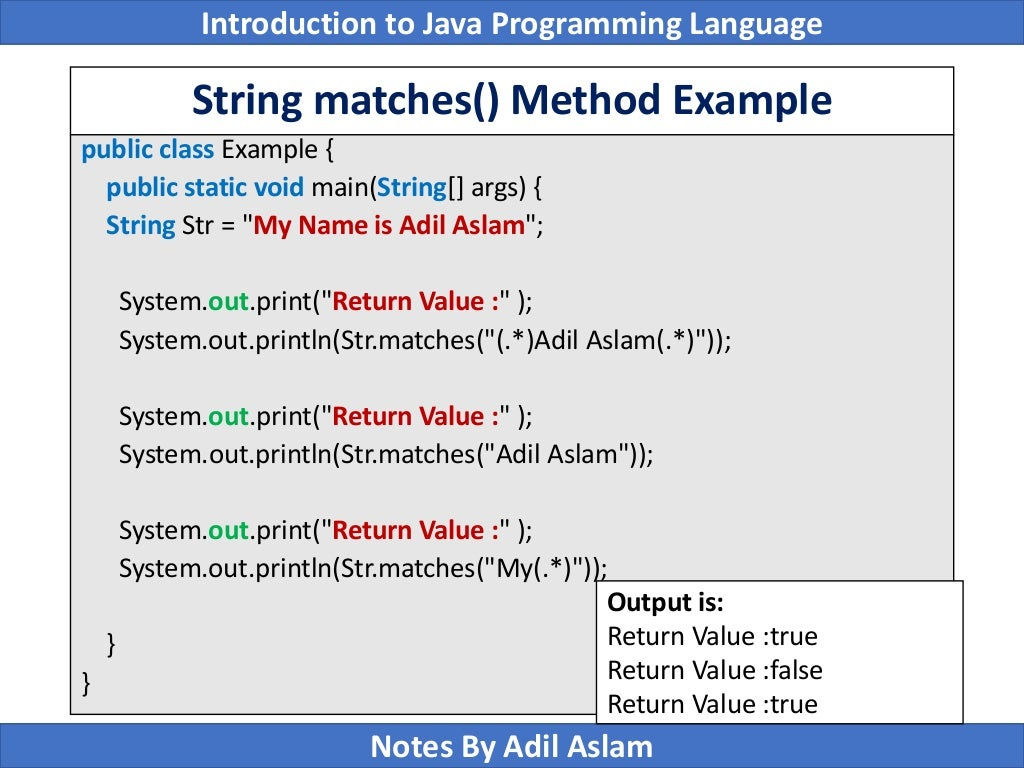 Introduction to Java Programming Language
String matches() Method Example
public class Example {
public static void main(String[] args) {
String Str = "My Name is Adil Aslam";
System.out.print("Return Value :" );
System.out.println(Str.matches("(.*)Adil Aslam(.*)"));
System.out.print("Return Value :" );
System.out.println(Str.matches("Adil Aslam"));
System.out.print("Return Value :" );
System.out.println(Str.matches("My(.*)"));
}
}
Output is:
Return Value :true
Return Value :false
Return Value :true
Notes By Adil Aslam